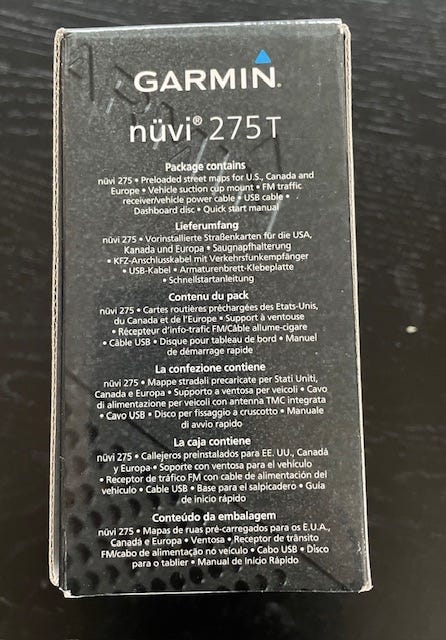 GARMIN.
nüvi® 275T
Package contains
nüvi 275 • Preloaded street maps for U.S., Canada and
Europe • Vehicle suction cup mount • FM traffic
receiver/vehicle power cable • USB cable •
Dashboard disc • Quick start manual
Lieferumfang
nüvi 275 • Vorinstallierte Straßenkarten für die USA,
Kanada und Europa • Saugnapfhalterung
• KFZ-Anschlusskabel mit Verkehrsfunkempfänger
• USB-Kabel • Armaturenbrett-Klebeplatte
• Schnellstartanleitung
Contenu du pack
nüvi 275 • Cartes routières préchargées des Etats-Unis,
du Canada et de l'Europe • Support à ventouse
• Récepteur d'info-trafic FM/Câble allume-cigare
• Câble USB • Disque pour tableau de bord • Manuel
de démarrage rapide
La confezione contiene
nüvi 275 • Mappe stradali precaricate per Stati Uniti,
Canada e Europa • Supporto a ventosa per veicoli • Cavo
di alimentazione per veicoli con antenna TMC integrata
• Cavo USB • Disco per fissaggio a cruscotto • Manuale
di avvio rapido
La caja contiene
nüvi 275 • Callejeros preinstalados para EE. UU., Canadá
y Europa • Soporte con ventosa para el vehículo
• Receptor de tráfico FM con cable de alimentación del
vehículo • Cable USB • Base para el salpicadero • Guía
de inicio rápido
Conteúdo da embalagem
nüvi 275 • Mapas de ruas pré-carregados para os E.U.A.,
Canadá e Europa • Ventosa • Receptor de trânsito
FM/cabo de alimentação no veículo • Cabo USB • Disco
para o tablier • Manual de Início Rápido